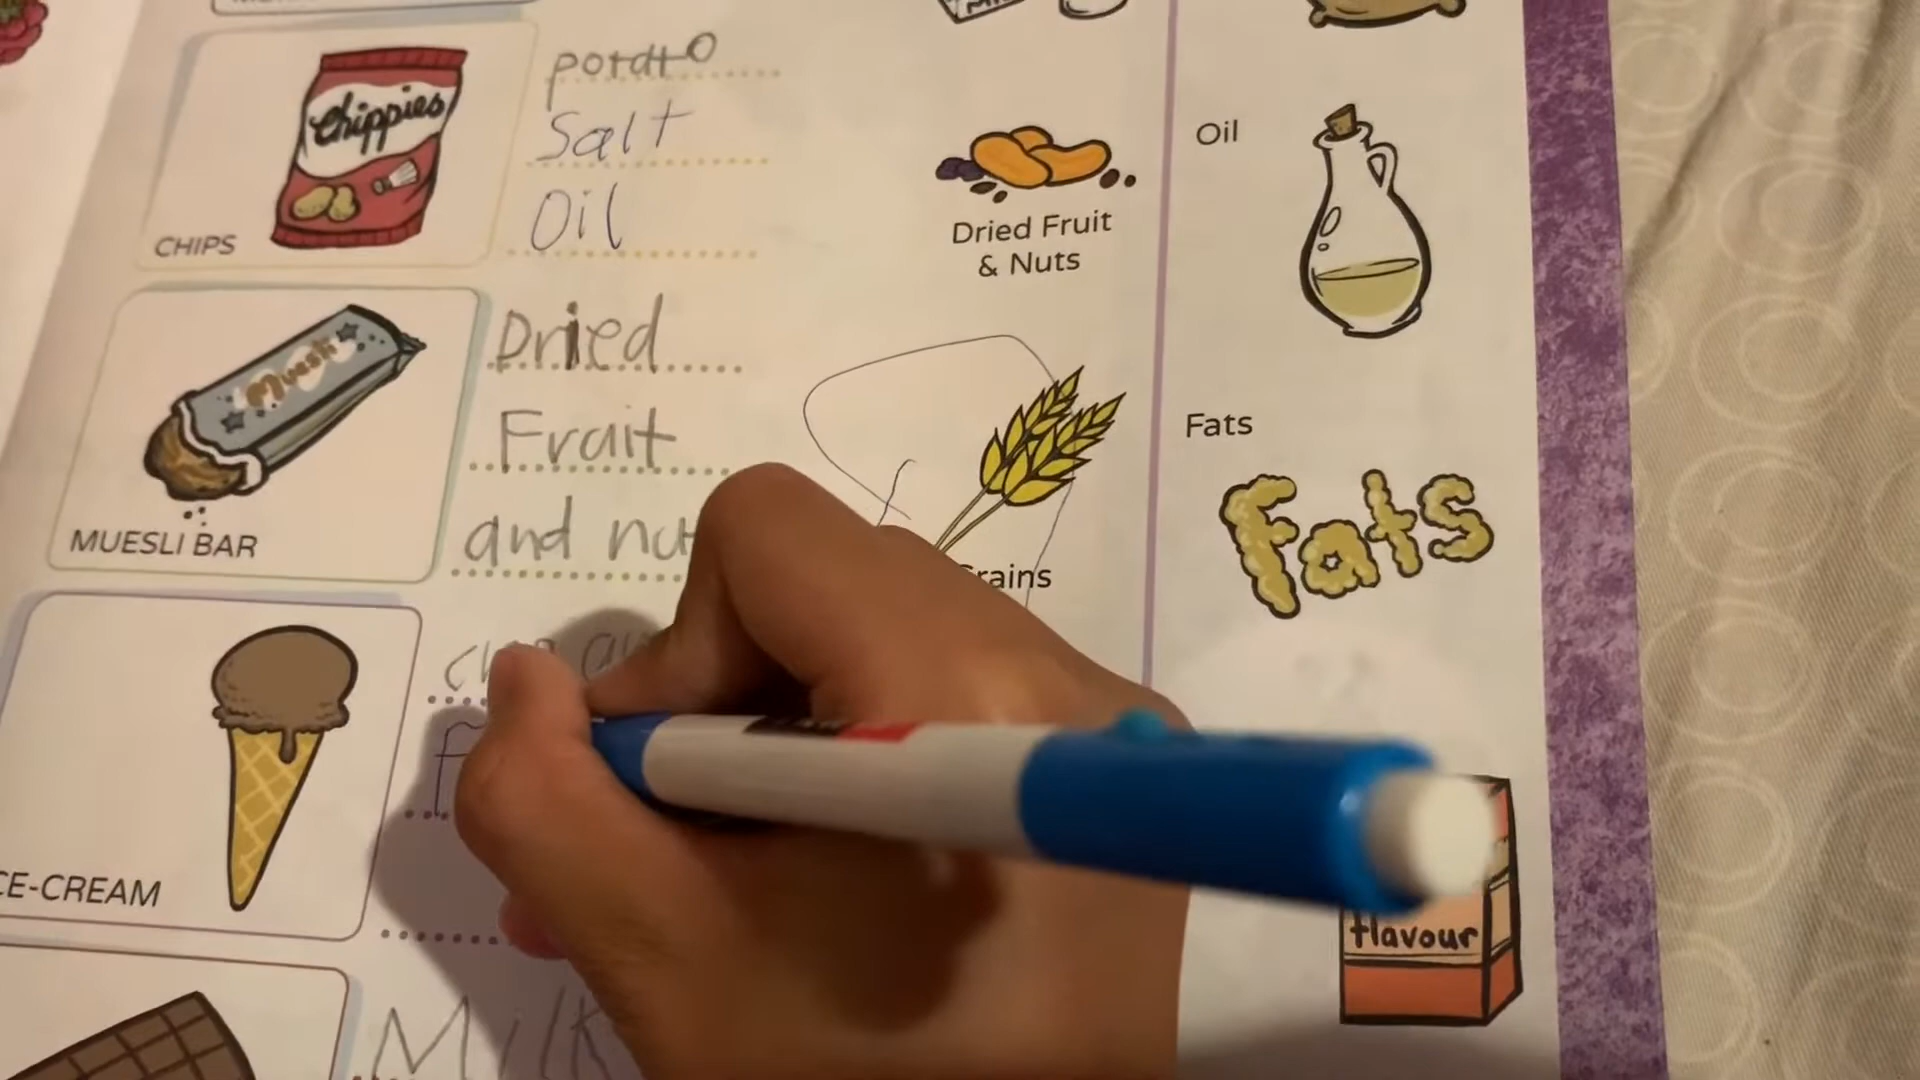 Chippies
CHIPS
potato
Salt
Oil
Muesli
MUESLI BAR
Dried
Fruit
and
CE-CREAM
Milk
Dried Fruit
& Nuts
Grains
Oil
Fats
Fats
flavour